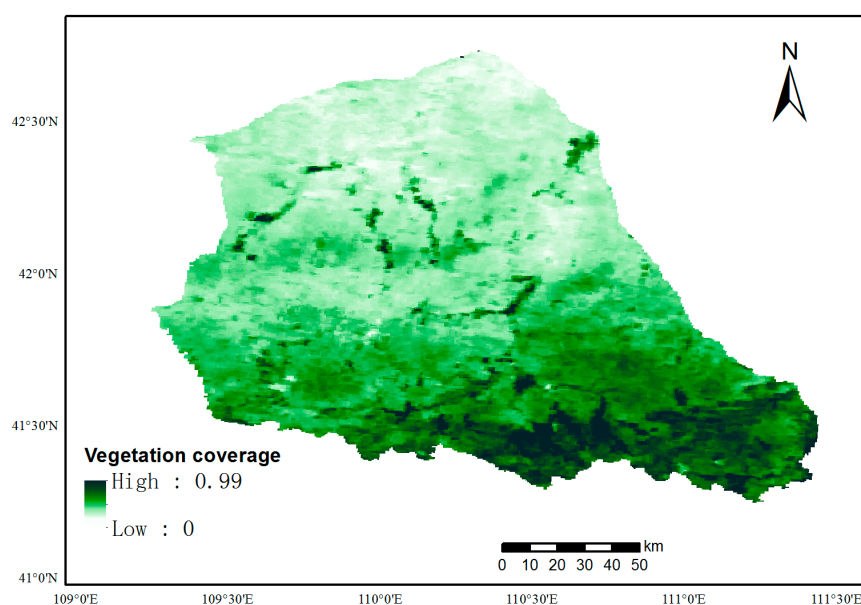 N
42°30'N
42°0'N
41°30'N
Vegetation coverage
High : 0.99
Low : 0
km
0 10 20 30 40 50
41°0'N
109°0'E 109°30'E 110°0'E 110°30'E 111°0'E 111°30'E